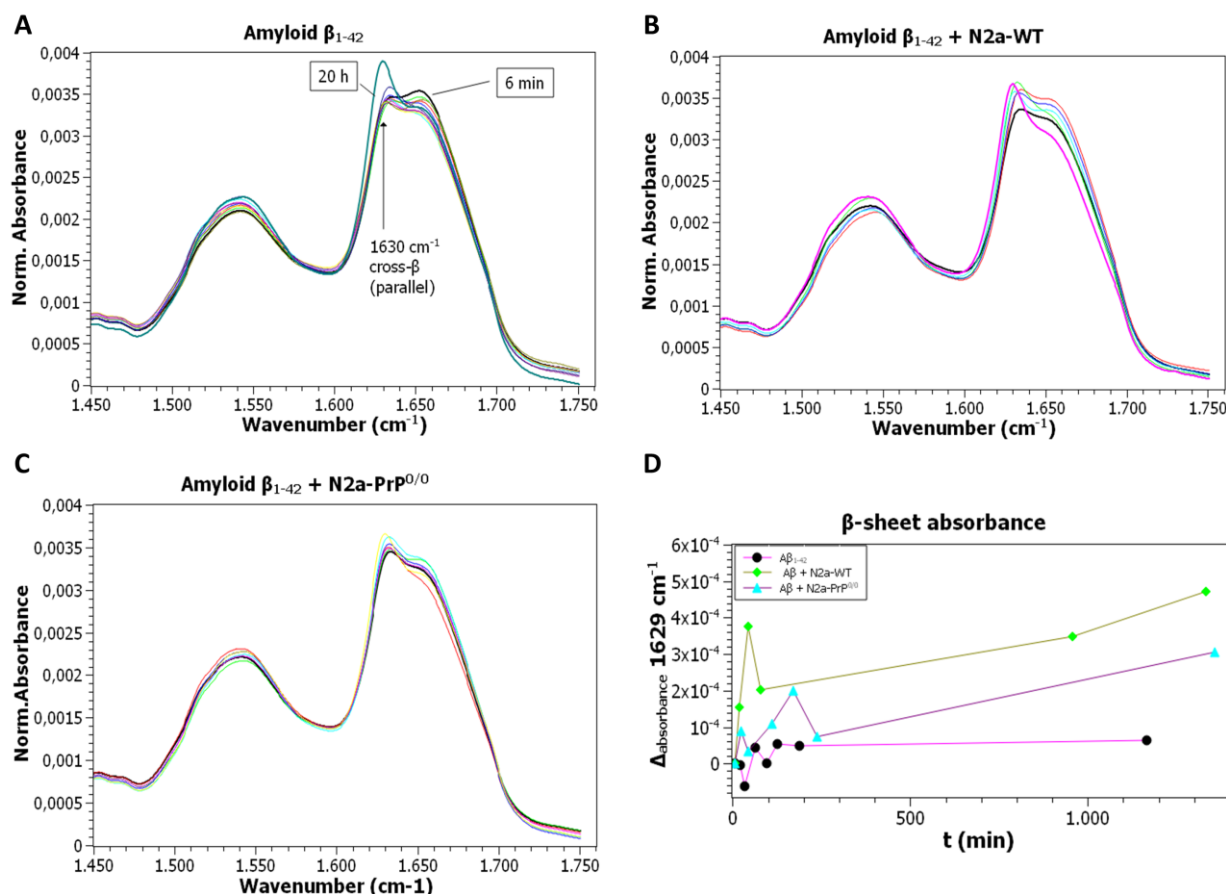 A
Amyloid β1-42
0,004
0,0035
0,003
0,0025
0,002
0,0015
0,001
0,0005
0
Norm. Absorbance
20 h
6 min
1630 cm-1
cross-β
(parallel)
1.450 1.500 1.550 1.600 1.650 1.700 1.750
Wavenumber (cm-1)
B
Amyloid β1-42 + N2a-WT
0,004
0,0035
0,003
0,0025
0,002
0,0015
0,001
0,0005
0
Norm. Absorbance
1.450 1.500 1.550 1.600 1.650 1.700 1.750
Wavenumber (cm-1)
C
Amyloid β1-42 + N2a-PrP0/0
0,004
0,0035
0,003
0,0025
0,002
0,0015
0,001
0,0005
0
Norm.Absorbance
1.450 1.500 1.550 1.600 1.650 1.700 1.750
Wavenumber (cm-1)
D
β-sheet absorbance
6x10-4
5x10-4
4x10-4
3x10-4
2x10-4
10-4
0
Δabsorbance 1629 cm-1
Aβ1-42
Aβ + N2a-WT
Aβ + N2a-PrP0/0
0 500 1.000
t (min)